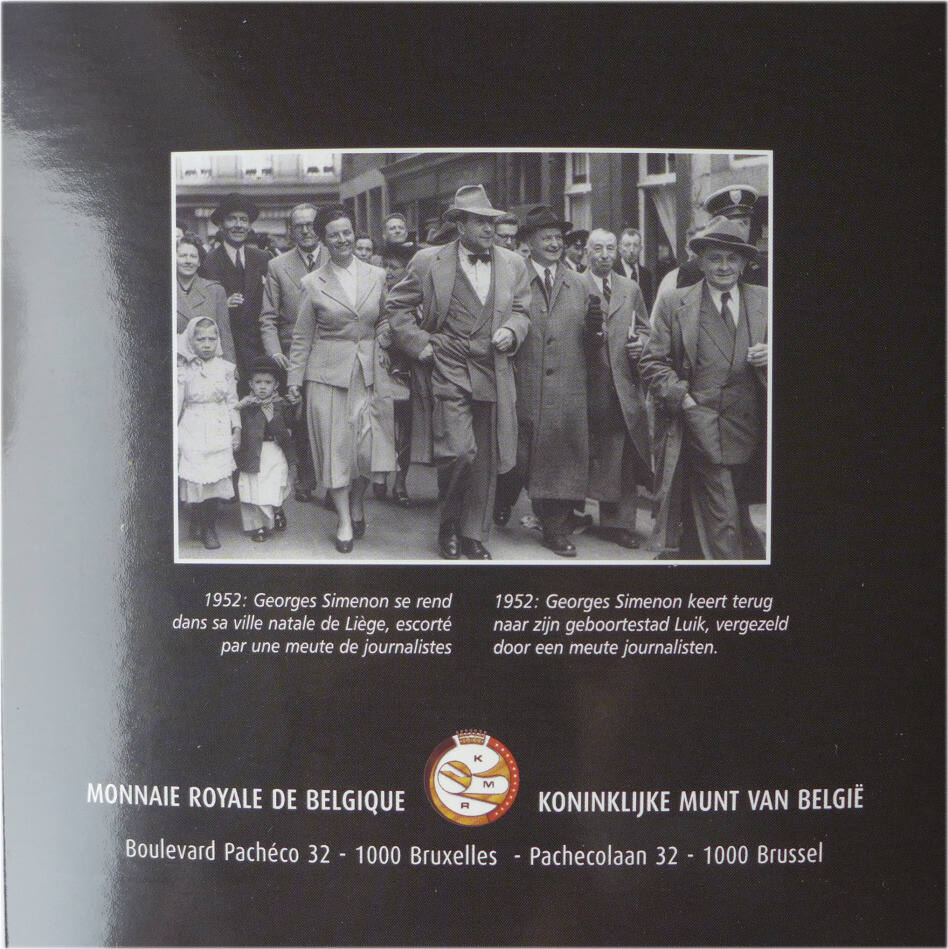 1952: Georges Simenon se rend
dans sa ville natale de Liège, escorté
par une meute de journalistes
1952: Georges Simenon keert terug
naar zijn geboortestad Luik, vergezeld
door een meute journalisten.
K
M
R
MONNAIE ROYALE DE BELGIQUE
KONINKLIJKE MUNT VAN BELGIË
Boulevard Pachéco 32 - 1000 Bruxelles - Pachecolaan 32 - 1000 Brussel